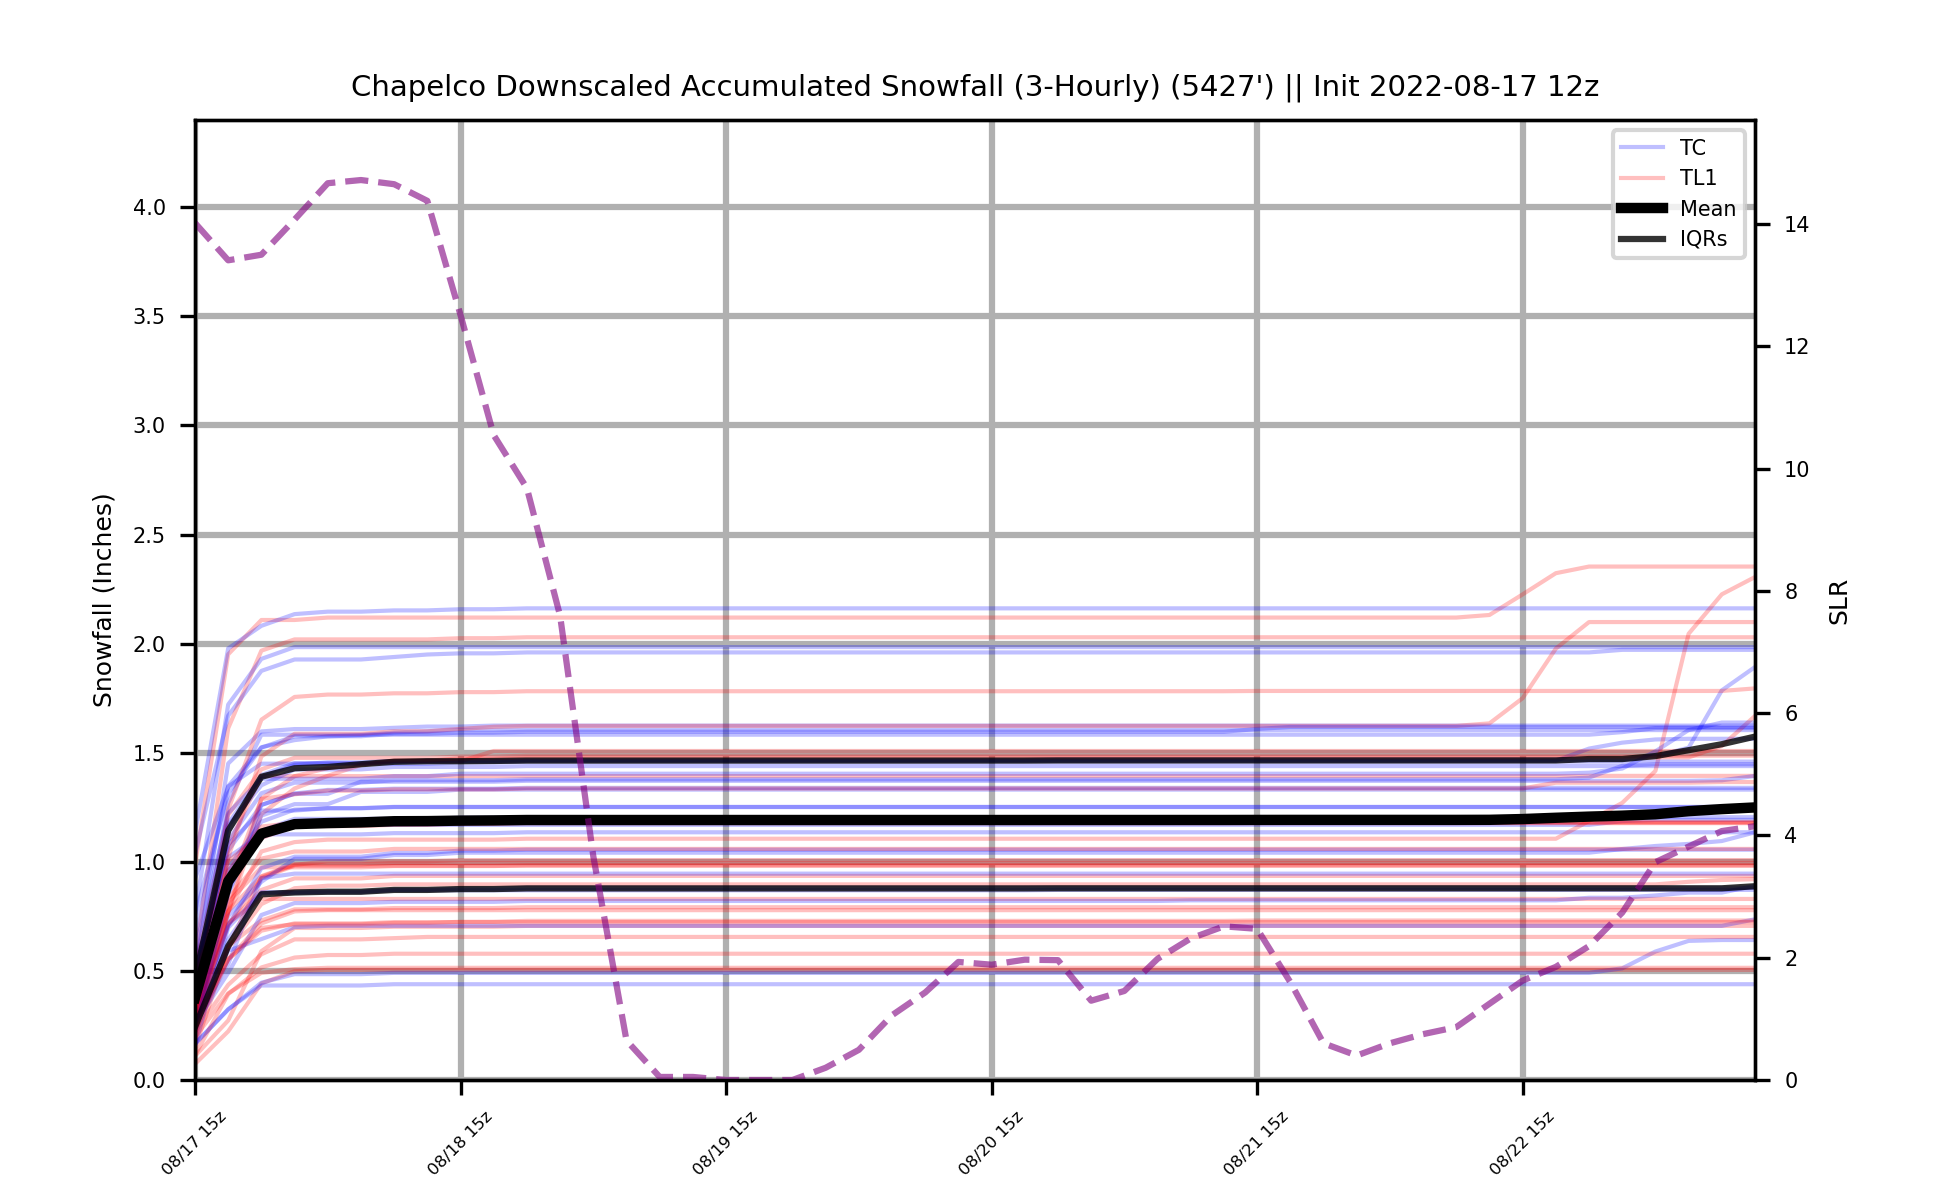 Chapelco Downscaled Accumulated Snowfall (3-Hourly) (5427') || Init 2022-08-17 12z
TC
TL1
Mean
IQRs
Snowfall (Inches)
4.0
3.5
3.0
2.5
2.0
1.5
1.0
0.5
0.0
14
12
10
8
6
4
2
0
SLR
08/17 15z
08/18 15z
08/19 15z
08/20 15z
08/21 15z
08/22 15z